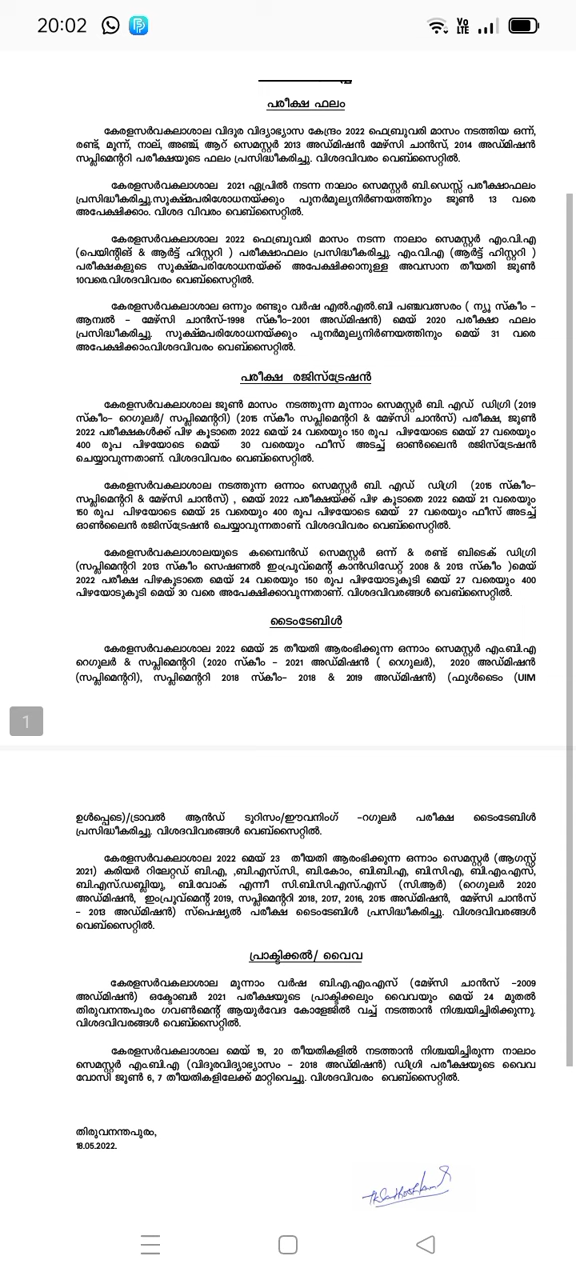 20:02
Vo
LTE
പരീക്ഷ ഫലം
കേരളസർവകലാശാല വിദൂര വിദ്യാഭ്യാസ കേന്ദ്രം 2022 ഫെബ്രുവരി മാസം നടത്തിയ ഒന്ന്,
രണ്ട്, മൂന്ന്, നാല്, അഞ്ച്, ആറ് സെമസ്റ്റർ 2013 അഡ്മിഷൻ മേഴ്സി ചാൻസ്, 2014 അഡ്മിഷൻ
സപ്ലിമെന്ററി പരീക്ഷയുടെ ഫലം പ്രസിദ്ധീകരിച്ചു. വിശദവിവരം വെബ്സൈറ്റിൽ.
കേരളസർവകലാശാല 2021 ഏപ്രിൽ നടന്ന നാലാം സെമസ്റ്റർ ബി.ഡെസ്സ് പരീക്ഷാഫലം
പ്രസിദ്ധീകരിച്ചു.സൂക്ഷ്മപരിശോധനയ്ക്കും പുനർമൂല്യനിർണയത്തിനും ജൂൺ 13 വരെ
അപേക്ഷിക്കാം. വിശദ വിവരം വെബ്സൈറ്റിൽ.
കേരളസർവകലാശാല 2022 ഫെബ്രുവരി മാസം നടന്ന നാലാം സെമസ്റ്റർ എം.വി.എ
(പെയിന്റിങ് & ആർട്ട് ഹിസ്റ്ററി ) പരീക്ഷാഫലം പ്രസിദ്ധീകരിച്ചു. എം.വി.എ (ആർട്ട് ഹിസ്റ്ററി )
പരീക്ഷകളുടെ സൂക്ഷ്മപരിശോധനയ്ക്ക് അപേക്ഷിക്കാനുള്ള അവസാന തീയതി ജൂൺ
10വരെ.വിശദവിവരം വെബ്സൈറ്റിൽ.
കേരളസർവകലാശാല ഒന്നും രണ്ടും വർഷ എൽ.എൽ.ബി പഞ്ചവത്സരം ( ന്യൂ സ്കീം –
ആന്വൽ – മേഴ്സി ചാൻസ്-1998 സ്കീം-2001 അഡ്മിഷൻ) മെയ് 2020 പരീക്ഷാ ഫലം
പ്രസിദ്ധീകരിച്ചു. സൂക്ഷ്മപരിശോധനയ്ക്കും പുനർമൂല്യനിർണയത്തിനും മെയ് 31 വരെ
അപേക്ഷിക്കാം.വിശദവിവരം വെബ്സൈറ്റിൽ.
പരീക്ഷ രജിസ്ട്രേഷൻ
കേരളസർവകലാശാല ജൂൺ മാസം നടത്തുന്ന മൂന്നാം സെമസ്റ്റർ ബി. എഡ് ഡിഗ്രി (2019
സ്കീം- റെഗുലർ/ സപ്ലിമെന്ററി) (2015 സ്കീം സപ്ലിമെന്ററി & മേഴ്സി ചാൻസ്) പരീക്ഷ, ജൂൺ
2022 പരീക്ഷകൾക്ക് പിഴ കൂടാതെ 2022 മെയ് 24 വരെയും 150 രൂപ പിഴയോടെ മെയ് 27 വരെയും
400 രൂപ പിഴയോടെ മെയ് 30 വരെയും ഫീസ് അടച്ച് ഓൺലൈൻ രജിസ്ട്രേഷൻ
ചെയ്യാവുന്നതാണ്. വിശദവിവരം വെബ്സൈറ്റിൽ.
കേരളസർവകലാശാല നടത്തുന്ന ഒന്നാം സെമസ്റ്റർ ബി. എഡ് ഡിഗ്രി (2015 സ്കീം-
സപ്ലിമെന്ററി & മേഴ്സി ചാൻസ്) , മെയ് 2022 പരീക്ഷയ്ക്ക് പിഴ കൂടാതെ 2022 മെയ് 21 വരെയും
150 രൂപ പിഴയോടെ മെയ് 25 വരെയും 400 രൂപ പിഴയോടെ മെയ് 27 വരെയും ഫീസ് അടച്ച്
ഓൺലൈൻ രജിസ്ട്രേഷൻ ചെയ്യാവുന്നതാണ്. വിശദവിവരം വെബ്സൈറ്റിൽ.
കേരളസർവകലാശാലയുടെ കമ്പൈൻഡ് സെമസ്റ്റർ ഒന്ന് & രണ്ട് ബിടെക് ഡിഗ്രി
(സപ്ലിമെന്ററി 2013 സ്കീം സെഷണൽ ഇംപ്രൂവ്മെന്റ് കാൻഡിഡേറ്റ് 2008 & 2013 സ്കീം )മെയ്
2022 പരീക്ഷ പിഴകൂടാതെ മെയ് 24 വരെയും 150 രൂപ പിഴയോടുകൂടി മെയ് 27 വരെയും 400
പിഴയോടുകൂടി മെയ് 30 വരെ അപേക്ഷിക്കാവുന്നതാണ്. വിശദവിവരങ്ങൾ വെബ്സൈറ്റിൽ.
ടൈംടേബിൾ
കേരളസർവകലാശാല 2022 മെയ് 25 തീയതി ആരംഭിക്കുന്ന ഒന്നാം സെമസ്റ്റർ എം.ബി.എ
റെഗുലർ & സപ്ലിമെന്ററി (2020 സ്കീം – 2021 അഡ്മിഷൻ ( റെഗുലർ), 2020 അഡ്മിഷൻ
(സപ്ലിമെന്ററി), സപ്ലിമെന്ററി 2018 സ്കീം– 2018 & 2019 അഡ്മിഷൻ) (ഫുൾടൈം (UIM
1
ഉൾപ്പെടെ)/ട്രാവൽ ആൻഡ് ടൂറിസം/ഈവനിംഗ് -റഗുലർ പരീക്ഷ ടൈംടേബിൾ
പ്രസിദ്ധീകരിച്ചു. വിശദവിവരങ്ങൾ വെബ്സൈറ്റിൽ.
കേരളസർവകലാശാല 2022 മെയ് 23 തീയതി ആരംഭിക്കുന്ന ഒന്നാം സെമസ്റ്റർ (ആഗസ്റ്റ്
2021) കരിയർ റിലേറ്റഡ് ബി.എ, ,ബി.എസ്.സി., ബി.കോം, ബി.ബി.എ, ബി.സി.എ, ബി.എം.എസ്,
ബി.എസ്.ഡബ്ലിയു, ബി.വോക് എന്നീ സി.ബി.സി.എസ്.എസ് (സി.ആർ) (റെഗുലർ 2020
അഡ്മിഷൻ, ഇംപ്രൂവ്മെന്റ് 2019, സപ്ലിമെന്ററി 2018, 2017, 2016, 2015 അഡ്മിഷൻ, മേഴ്സി ചാൻസ്
– 2013 അഡ്മിഷൻ) സ്പെഷ്യൽ പരീക്ഷ ടൈംടേബിൾ പ്രസിദ്ധീകരിച്ചു. വിശദവിവരങ്ങൾ
വെബ്സൈറ്റിൽ.
പ്രാക്ടിക്കൽ/ വൈവ
കേരളസർവകലാശാല മൂന്നാം വർഷ ബി.എ.എം.എസ് (മേഴ്സി ചാൻസ് -2009
അഡ്മിഷൻ) ഒക്ടോബർ 2021 പരീക്ഷയുടെ പ്രാക്ടിക്കലും വൈവയും മെയ് 24 മുതൽ
തിരുവനന്തപുരം ഗവൺമെന്റ് ആയുർവേദ കോളേജിൽ വച്ച് നടത്താൻ നിശ്ചയിച്ചിരിക്കുന്നു.
വിശദവിവരങ്ങൾ വെബ്സൈറ്റിൽ.
കേരളസർവകലാശാല മെയ് 19, 20 തീയതികളിൽ നടത്താൻ നിശ്ചയിച്ചിരുന്ന നാലാം
സെമസ്റ്റർ എം.ബി.എ (വിദൂരവിദ്യാഭ്യാസം – 2018 അഡ്മിഷൻ) ഡിഗ്രി പരീക്ഷയുടെ വൈവ
വോസി ജൂൺ 6, 7 തീയതികളിലേക്ക് മാറ്റിവെച്ചു. വിശദവിവരം വെബ്സൈറ്റിൽ.
തിരുവനന്തപുരം,
18.05.2022.